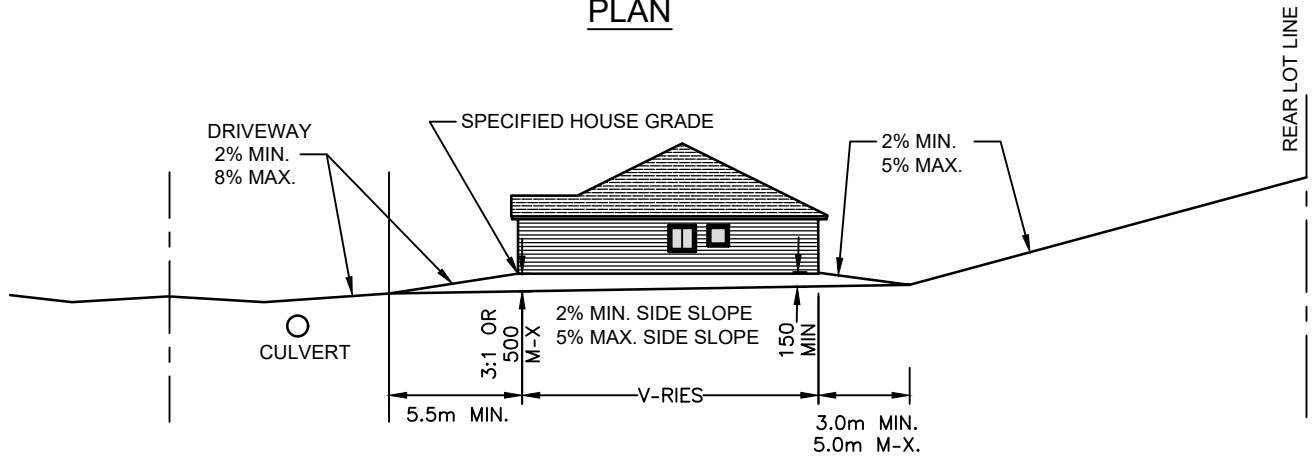 PLAN
REAR LOT LINE
DRIVEWAY
2% MIN.
8% MAX.
SPECIFIED HOUSE GRADE
2% MIN.
5% MAX.
CULVERT
3:1 OR
500
M-X
2% MIN. SIDE SLOPE
5% MAX. SIDE SLOPE
150
MIN
5.5m MIN.
V-RIES
3.0m MIN.
5.0m M-X.